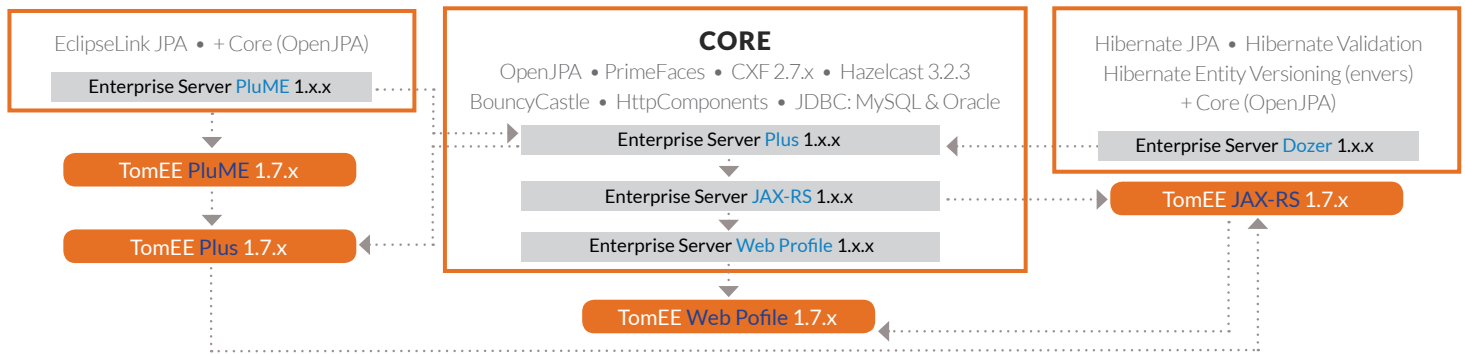 EclipseLink JPA • + Core (OpenJPA)
Enterprise Server PluME 1.x.x
TomEE PluME 1.7.x
TomEE Plus 1.7.x
CORE
OpenJPA • PrimeFaces • CXF 2.7.x • Hazelcast 3.2.3
BouncyCastle • HttpComponents • JDBC: MySQL & Oracle
Enterprise Server Plus 1.x.x
Enterprise Server JAX-RS 1.x.x
Enterprise Server Web Profile 1.x.x
TomEE Web Pofile 1.7.x
Hibernate JPA • Hibernate Validation
Hibernate Entity Versioning (envers)
+ Core (OpenJPA)
Enterprise Server Dozer 1.x.x
TomEE JAX-RS 1.7.x